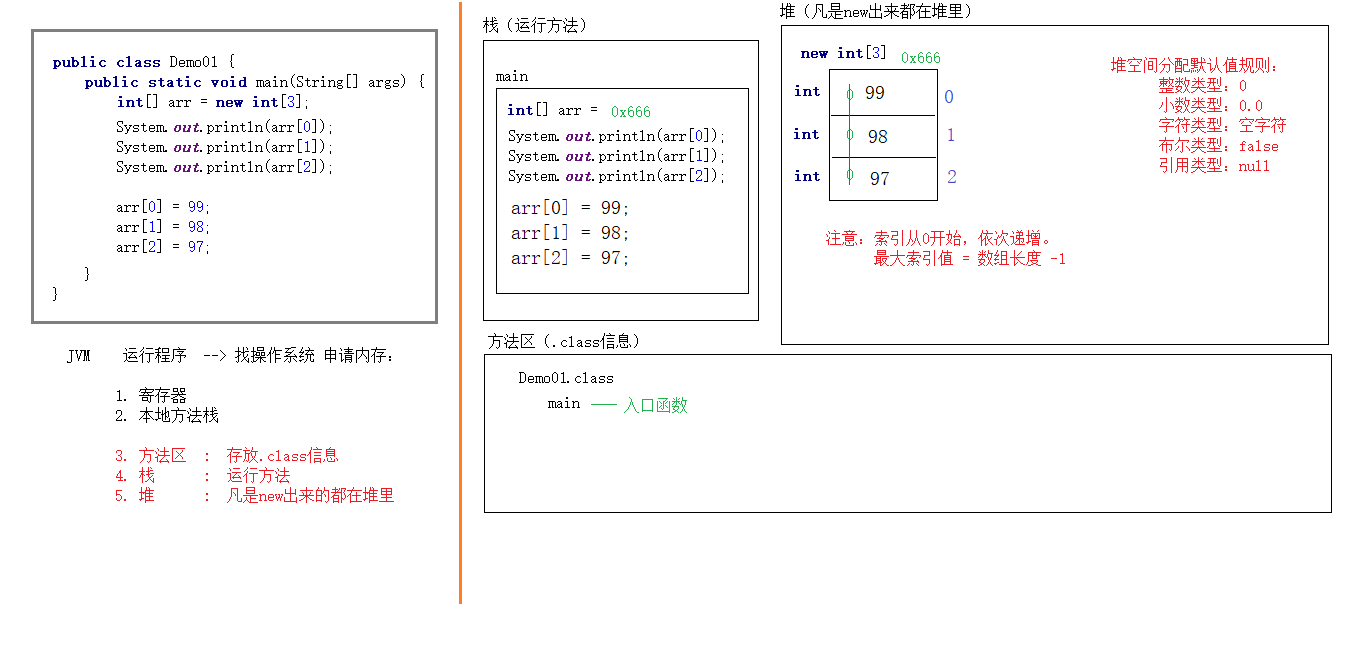 public class Demo01 {
public static void main(String[] args) {
int[] arr = new int[3];
System.out.println(arr[0]);
System.out.println(arr[1]);
System.out.println(arr[2]);
arr[0] = 99;
arr[1] = 98;
arr[2] = 97;
}
}
JVM 运行程序 --> 找操作系统 申请内存：
1. 寄存器
2. 本地方法栈
3. 方法区 : 存放.class信息
4. 栈 : 运行方法
5. 堆 : 凡是new出来的都在堆里
栈（运行方法）
main
int[] arr = 0x666
System.out.println(arr[0]);
System.out.println(arr[1]);
System.out.println(arr[2]);
arr[0] = 99;
arr[1] = 98;
arr[2] = 97;
堆（凡是new出来都在堆里）
new int[3] 0x666
int 0 99 0
int 0 98 1
int 0 97 2
堆空间分配默认值规则：
整数类型：0
小数类型：0.0
字符类型：空字符
布尔类型：false
引用类型：null
注意：索引从0开始，依次递增。
最大索引值 = 数组长度 -1
方法区（.class信息）
Demo01.class
main —— 入口函数